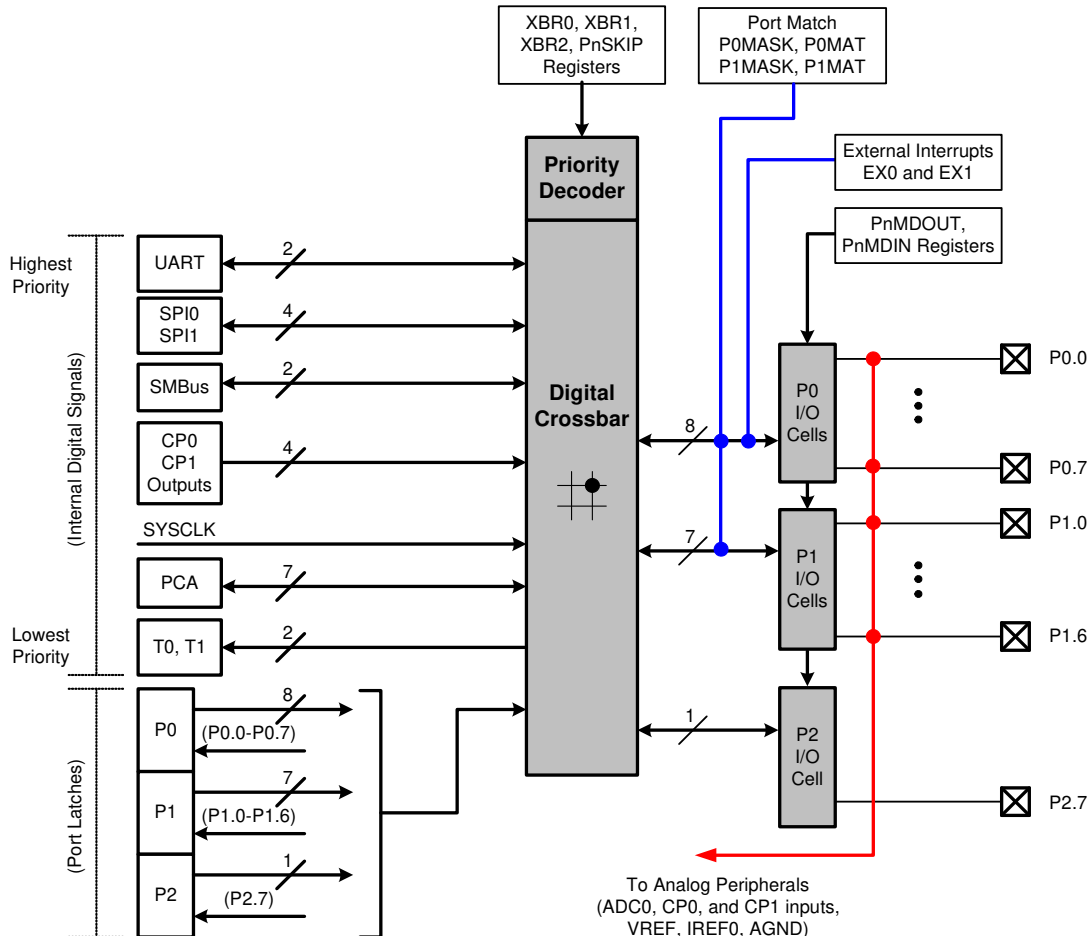 XBR0, XBR1,
XBR2, PnSKIP
Registers
Port Match
P0MASK, P0MAT
P1MASK, P1MAT
External Interrupts
EX0 and EX1
PnMDOUT,
PnMDIN Registers
Priority
Decoder
Digital
Crossbar
Highest
Priority
(Internal Digital Signals)
Lowest
Priority
(Port Latches)
UART
2
SPI0
SPI1
4
SMBus
2
CP0
CP1
Outputs
4
SYSCLK
PCA
7
T0, T1
2
P0
8
(P0.0-P0.7)
P1
7
(P1.0-P1.6)
P2
1
(P2.7)
8
7
1
P0
I/O
Cells
P1
I/O
Cells
P2
I/O
Cell
P0.0
P0.7
P1.0
P1.6
P2.7
To Analog Peripherals
(ADC0, CP0, and CP1 inputs,
VREF, IREF0, AGND)